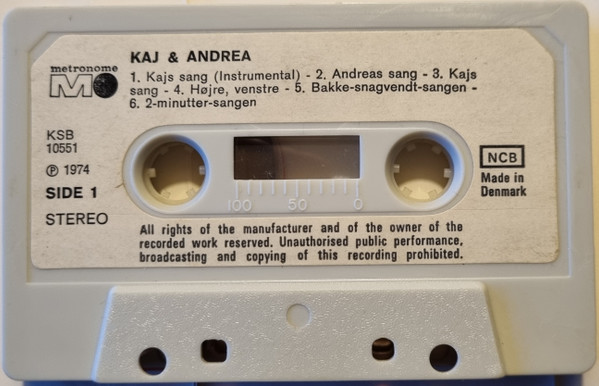 KAJ & ANDREA
metronome
M
1. Kajs sang (Instrumental) - 2. Andreas sang - 3. Kajs
sang - 4. Højre, venstre - 5. Bakke-snagvendt-sangen -
6. 2-minutter-sangen
KSB
10551
℗ 1974
SIDE 1
STEREO
100 50 0
NCB
Made in
Denmark
All rights of the manufacturer and of the owner of the
recorded work reserved. Unauthorised public performance,
broadcasting and copying of this recording prohibited.